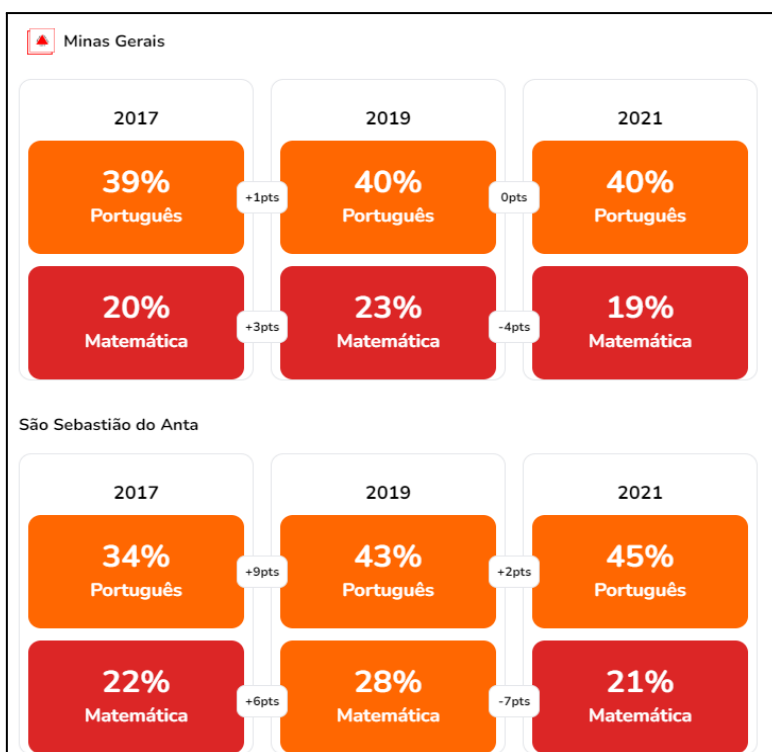 Minas Gerais
2017 2019 2021
39% 40% 40%
+1pts 0pts
Português Português Português
20% 23% 19%
+3pts -4pts
Matemática Matemática Matemática
São Sebastião do Anta
2017 2019 2021
34% 43% 45%
+9pts +2pts
Português Português Português
22% 28% 21%
+6pts -7pts
Matemática Matemática Matemática